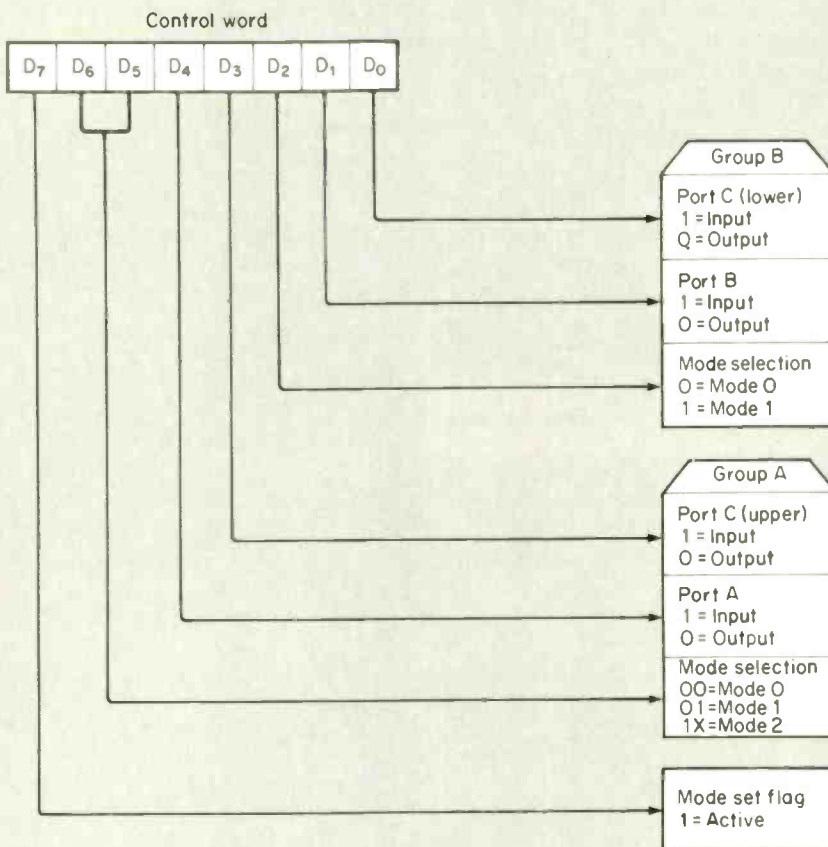 Control word
D7 D6 D5 D4 D3 D2 D1 D0
Group B
Port C (lower)
1 = Input
Q = Output
Port B
1 = Input
0 = Output
Mode selection
0 = Mode 0
1 = Mode 1
Group A
Port C (upper)
1 = Input
0 = Output
Port A
1 = Input
0 = Output
Mode selection
00=Mode 0
01=Mode 1
1X=Mode 2
Mode set flag
1 = Active